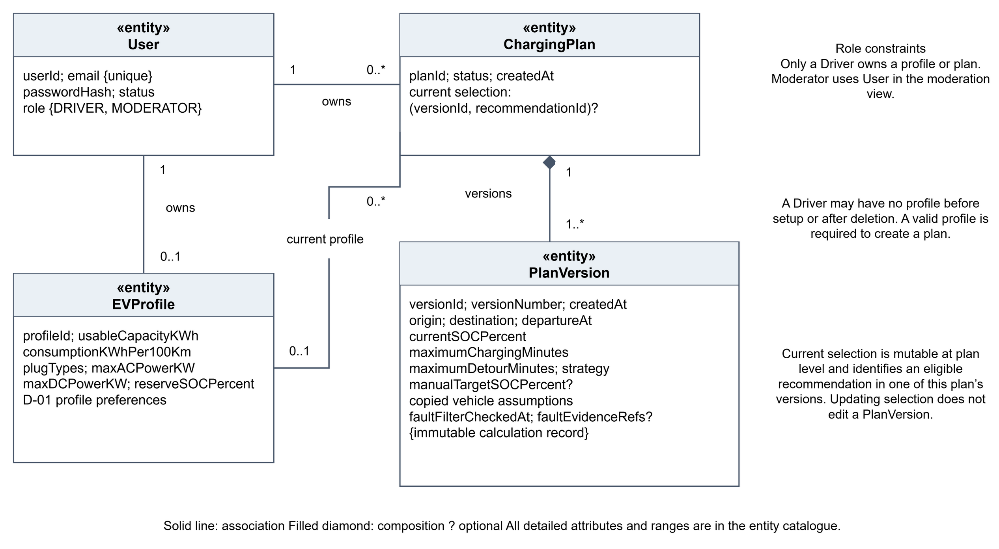 «entity»
User
userId; email {unique}
passwordHash; status
role {DRIVER, MODERATOR}
1
0..*
owns
«entity»
ChargingPlan
planId; status; createdAt
current selection:
(versionId, recommendationId)?
Role constraints
Only a Driver owns a profile or plan.
Moderator uses User in the moderation
view.
1
owns
0..1
0..*
current profile
0..1
versions
1
1..*
A Driver may have no profile before
setup or after deletion. A valid profile is
required to create a plan.
«entity»
EVProfile
profileId; usableCapacityKWh
consumptionKWhPer100Km
plugTypes; maxACPowerKW
maxDCPowerKW; reserveSOCPercent
D-01 profile preferences
«entity»
PlanVersion
versionId; versionNumber; createdAt
origin; destination; departureAt
currentSOCPercent
maximumChargingMinutes
maximumDetourMinutes; strategy
manualTargetSOCPercent?
copied vehicle assumptions
faultFilterCheckedAt; faultEvidenceRefs?
{immutable calculation record}
Current selection is mutable at plan
level and identifies an eligible
recommendation in one of this plan’s
versions. Updating selection does not
edit a PlanVersion.
Solid line: association Filled diamond: composition ? optional All detailed attributes and ranges are in the entity catalogue.